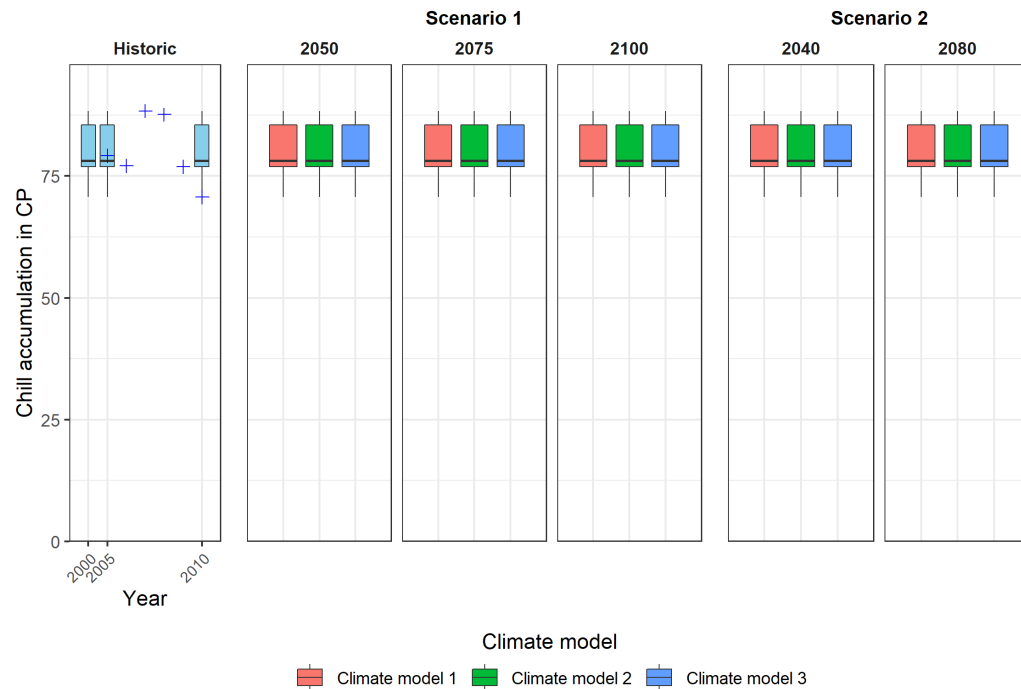 Scenario 1
Scenario 2
Historic
2050
2075
2100
2040
2080
Chill accumulation in CP
75
50
25
0
2000
2005
2010
Year
Climate model
Climate model 1
Climate model 2
Climate model 3